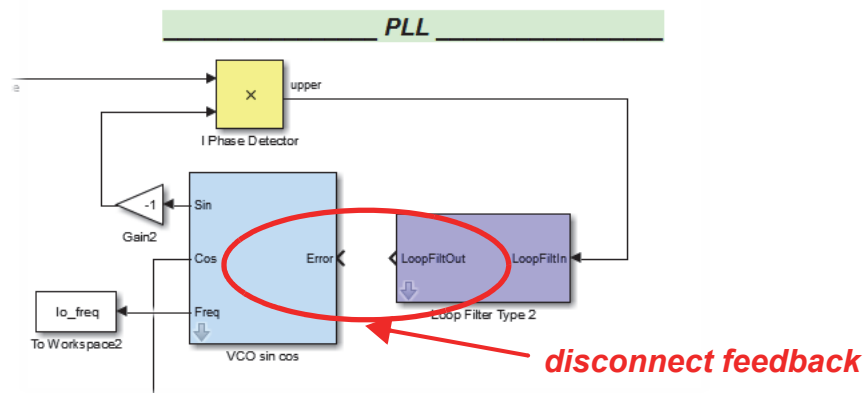 PLL
e
×
upper
I Phase Detector
-1
Gain2
Sin
Cos
Error
Freq
VCO sin cos
LoopFiltOut
LoopFiltIn
Loop Filter Type 2
Io_freq
To Workspace2
disconnect feedback